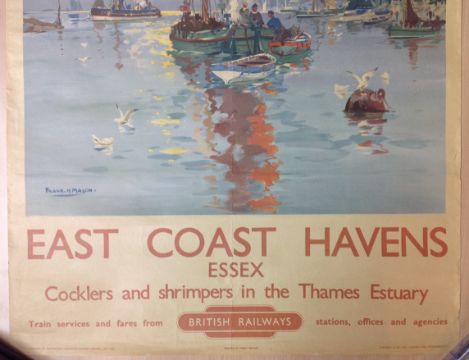 FRANK H MASON
EAST COAST HAVENS
ESSEX
Cocklers and shrimpers in the Thames Estuary
Train services and fares from BRITISH RAILWAYS stations, offices and agencies